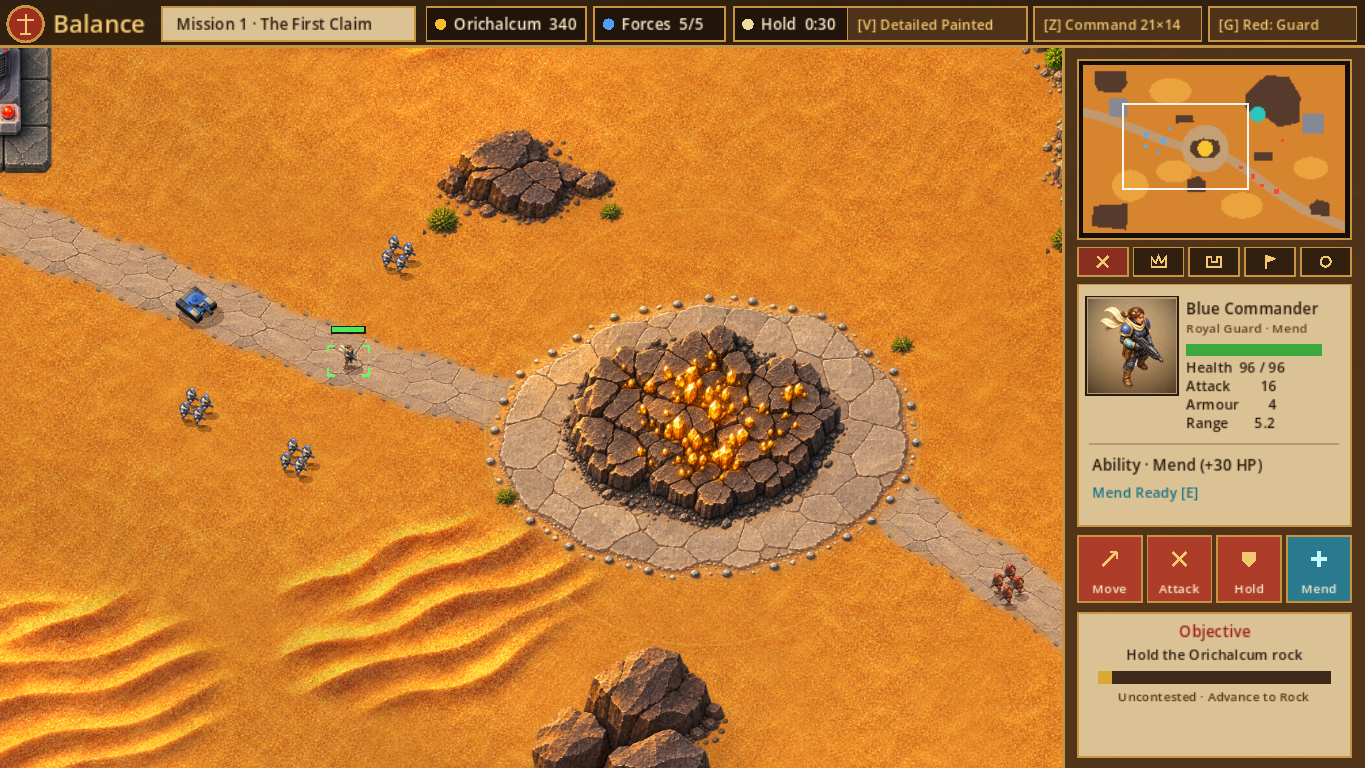 Balance
Mission 1 · The First Claim
Orichalcum 340
Forces 5/5
Hold 0:30
[V] Detailed Painted
[Z] Command 21×14
[G] Red: Guard
Blue Commander
Royal Guard · Mend
Health 96 / 96
Attack 16
Armour 4
Range 5.2
Ability · Mend (+30 HP)
Mend Ready [E]
Move
Attack
Hold
Mend
Objective
Hold the Orichalcum rock
Uncontested · Advance to Rock